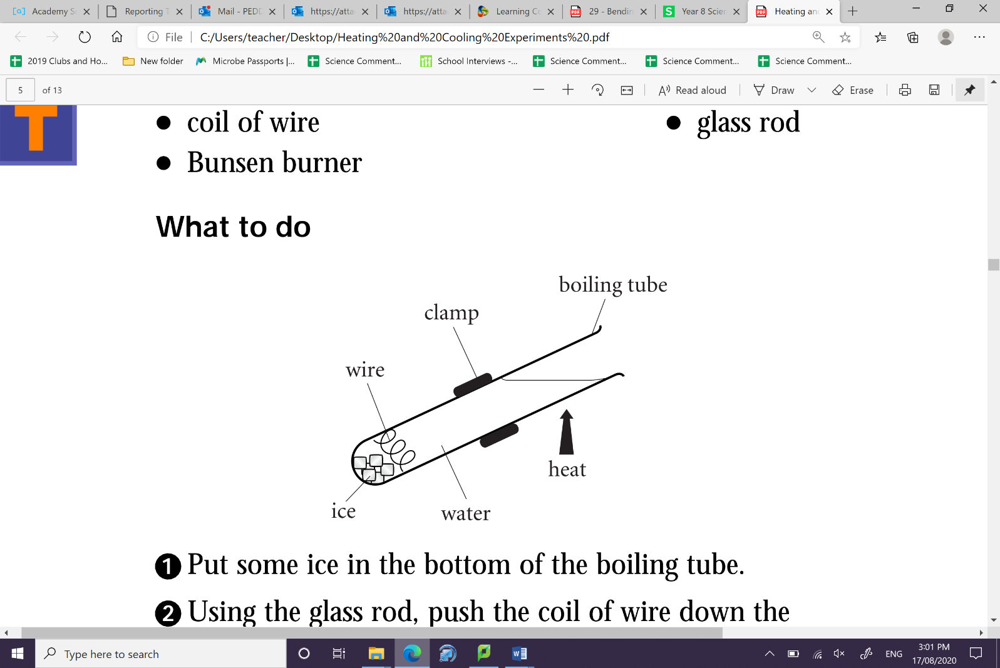 Academy S
Reporting T
Mail - PEDD
https://atta
https://atta
Learning Co
29 - Bendin
Year 8 Scien
Heating an
File
C:/Users/teacher/Desktop/Heating%20and%20Cooling%20Experiments%20.pdf
2019 Clubs and Ho...
New folder
Microbe Passports |...
Science Comment...
School Interviews -...
Science Comment...
Science Comment...
Science Comment...
5 of 13
Read aloud
Draw
Erase
T
● coil of wire
● glass rod
● Bunsen burner
What to do
boiling tube
clamp
wire
heat
ice
water
1 Put some ice in the bottom of the boiling tube.
2 Using the glass rod, push the coil of wire down the
Type here to search
ENG
3:01 PM
17/08/2020